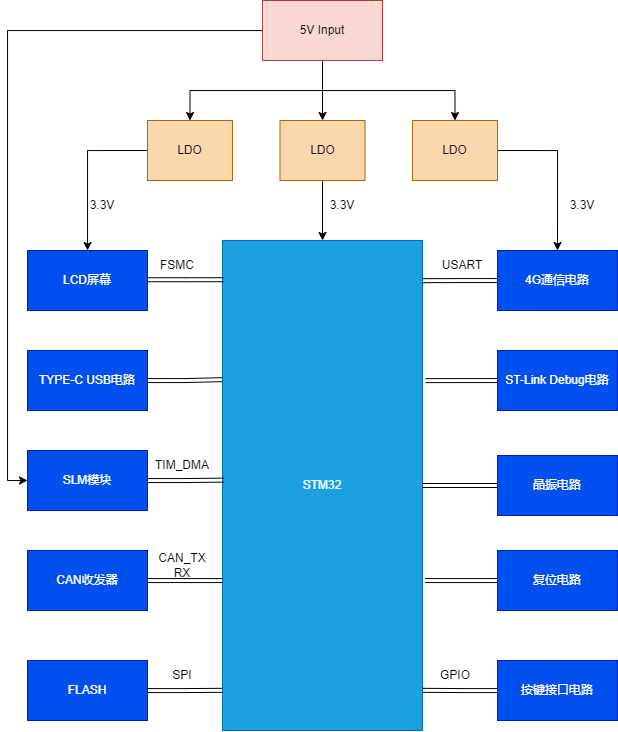 5V Input
LDO
LDO
LDO
3.3V
3.3V
3.3V
LCD屏幕
FSMC
USART
4G通信电路
TYPE-C USB电路
ST-Link Debug电路
SLM模块
TIM_DMA
STM32
晶振电路
CAN收发器
CAN_TX
RX
复位电路
FLASH
SPI
GPIO
按键接口电路